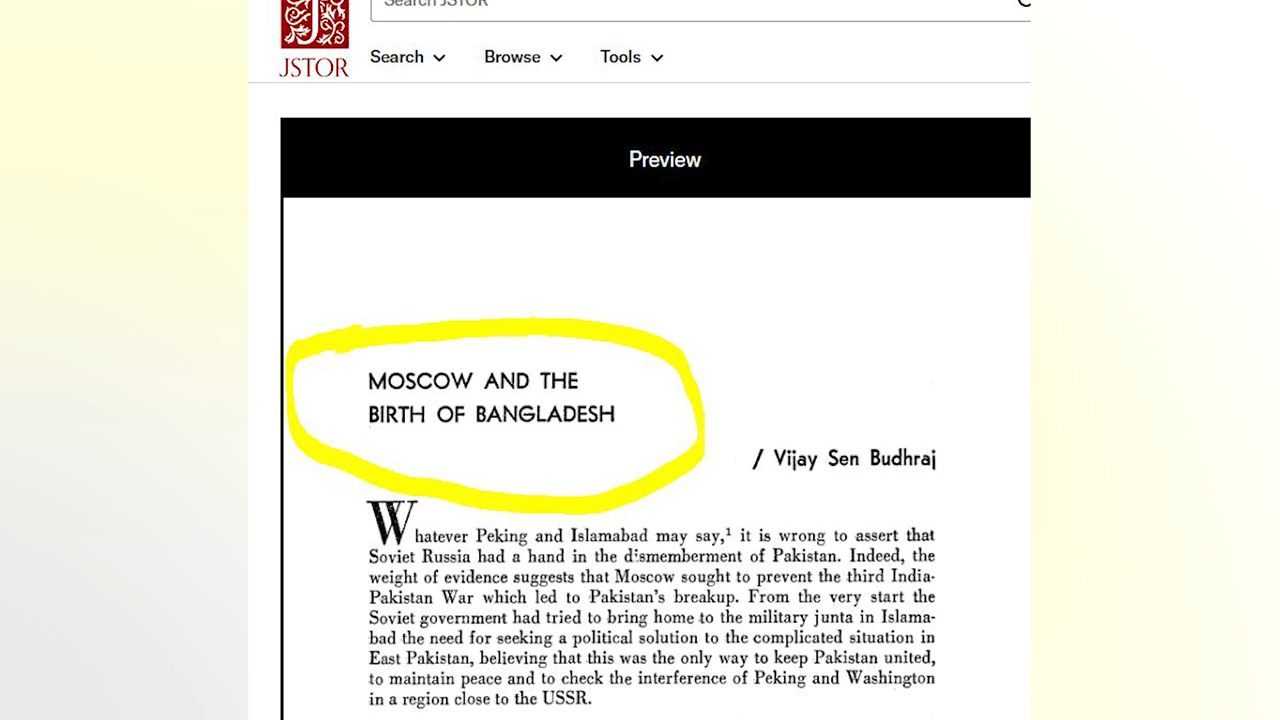 Search JSTOR
JSTOR
Search
Browse
Tools
Preview
MOSCOW AND THE
BIRTH OF BANGLADESH
/ Vijay Sen Budhraj
Whatever Peking and Islamabad may say,¹ it is wrong to assert that
Soviet Russia had a hand in the dismemberment of Pakistan. Indeed, the
weight of evidence suggests that Moscow sought to prevent the third India-
Pakistan War which led to Pakistan's breakup. From the very start the
Soviet government had tried to bring home to the military junta in Islama-
bad the need for seeking a political solution to the complicated situation in
East Pakistan, believing that this was the only way to keep Pakistan united,
to maintain peace and to check the interference of Peking and Washington
in a region close to the USSR.